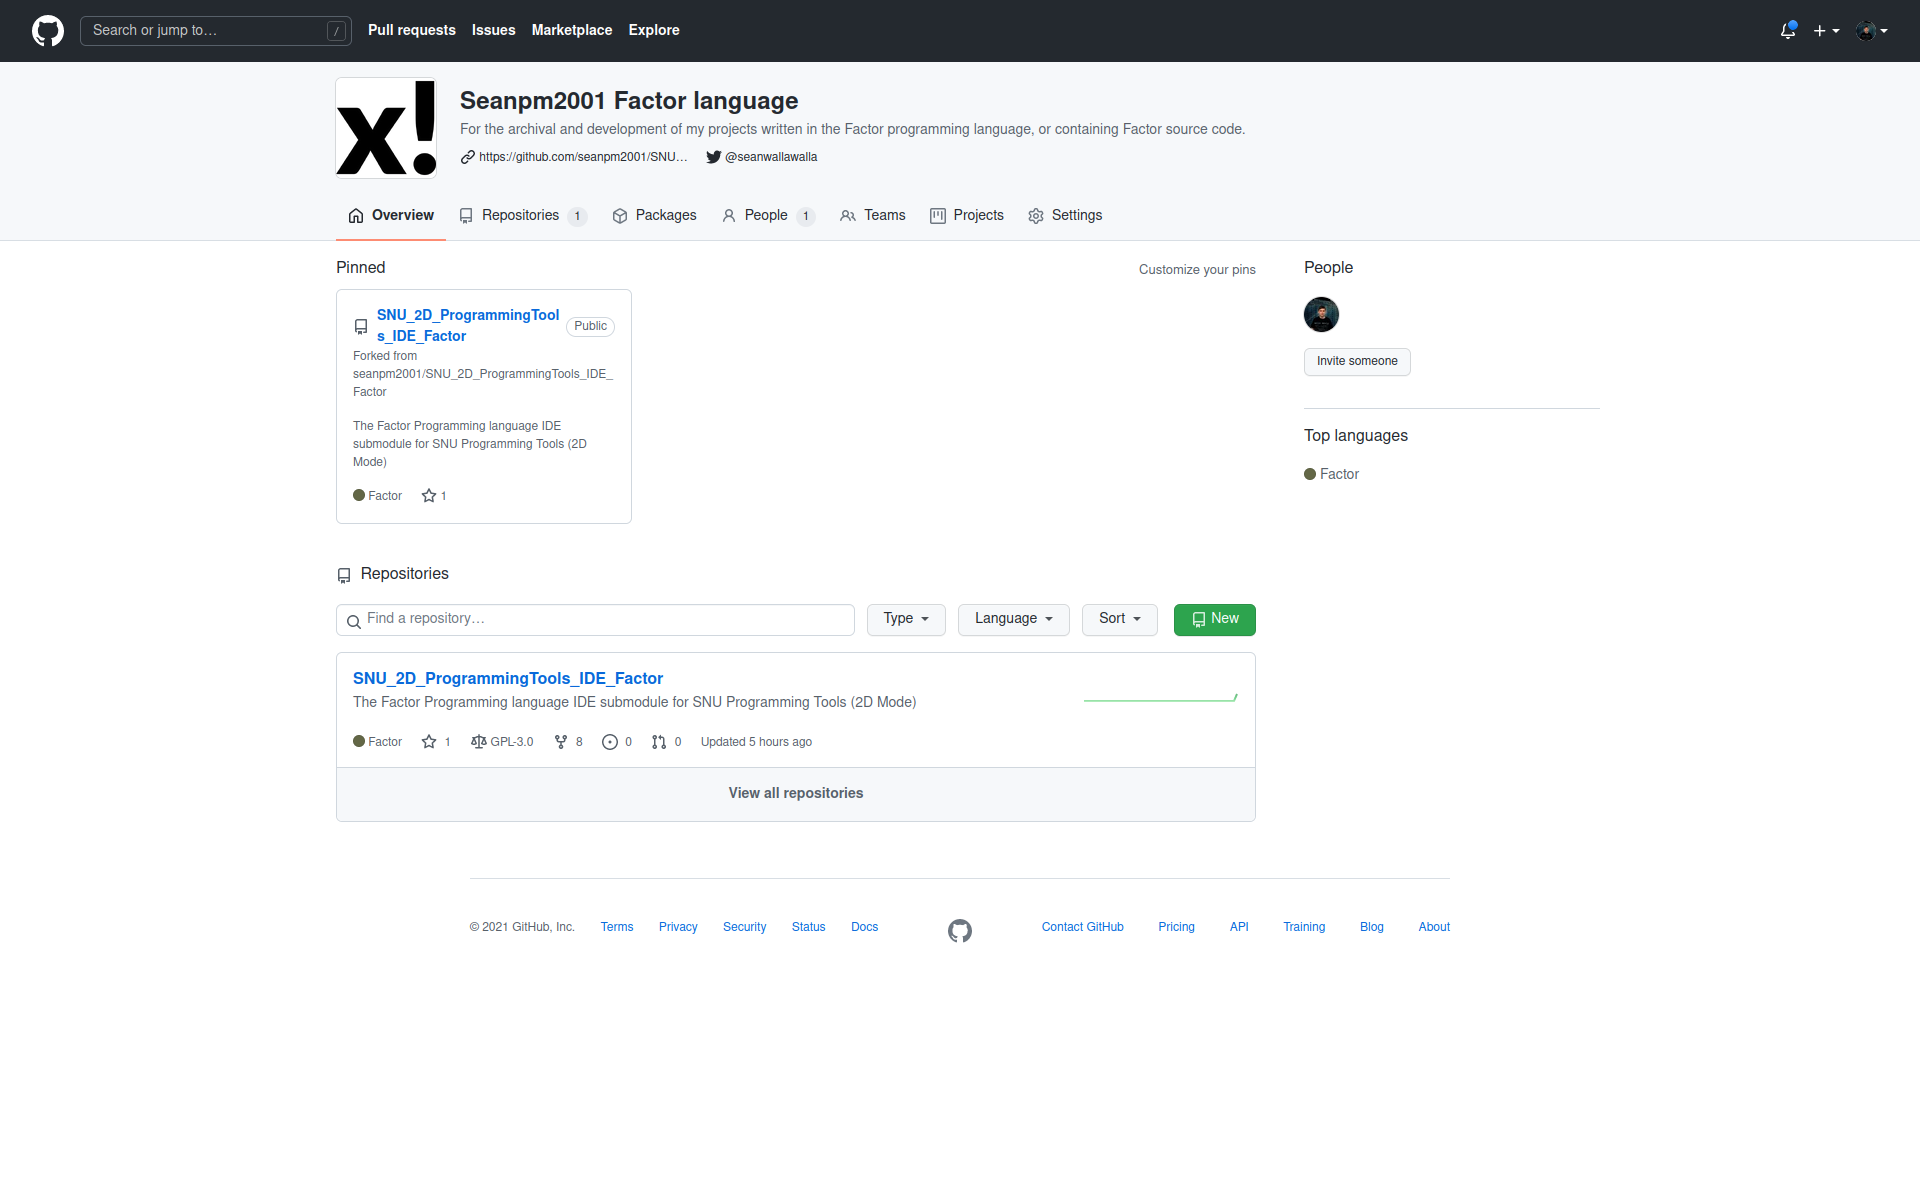 Search or jump to… /
Pull requests Issues Marketplace Explore
x!
Seanpm2001 Factor language
For the archival and development of my projects written in the Factor programming language, or containing Factor source code.
https://github.com/seanpm2001/SNU… @seanwallawalla
Overview Repositories 1 Packages People 1 Teams Projects Settings
Pinned
Customize your pins
SNU_2D_ProgrammingTool
s_IDE_Factor
Public
Forked from
seanpm2001/SNU_2D_ProgrammingTools_IDE_
Factor
The Factor Programming language IDE
submodule for SNU Programming Tools (2D
Mode)
Factor 1
People
Invite someone
Top languages
Factor
Repositories
Find a repository…
Type
Language
Sort
New
SNU_2D_ProgrammingTools_IDE_Factor
The Factor Programming language IDE submodule for SNU Programming Tools (2D Mode)
Factor 1 GPL-3.0 8 0 0 Updated 5 hours ago
View all repositories
© 2021 GitHub, Inc. Terms Privacy Security Status Docs Contact GitHub Pricing API Training Blog About